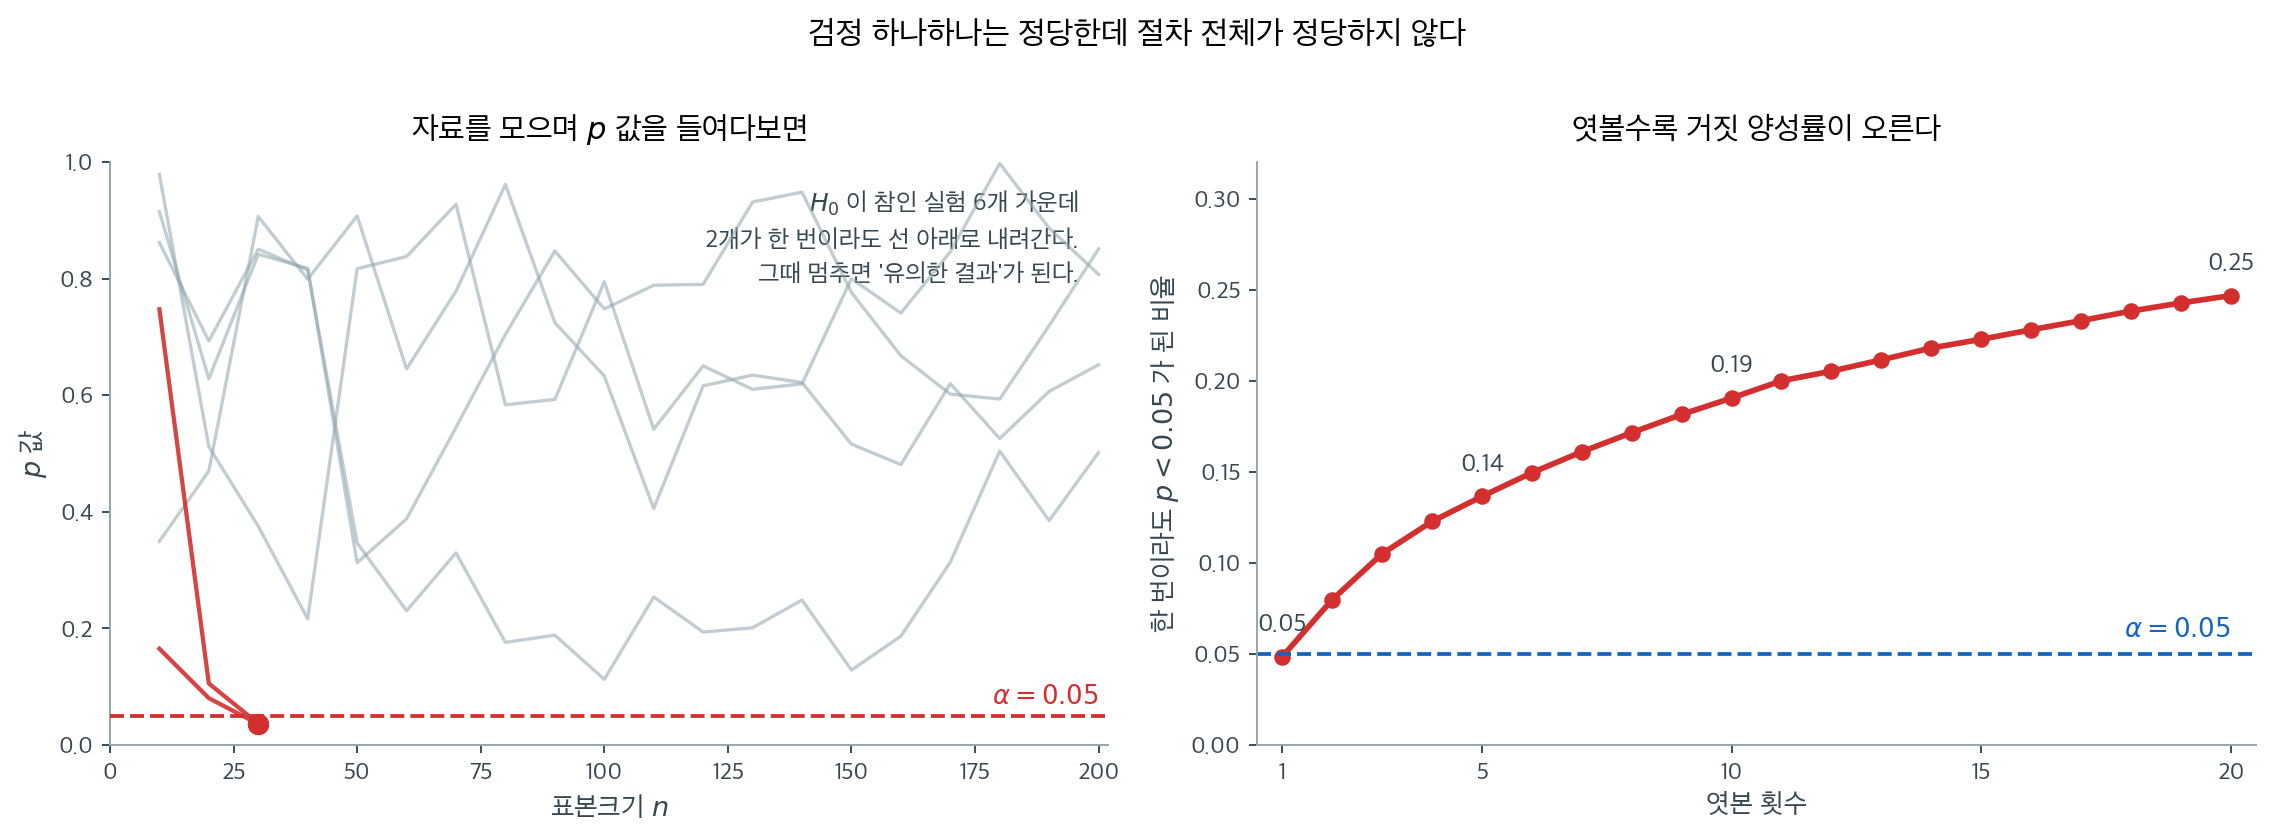 검정 하나하나는 정당한데 절차 전체가 정당하지 않다
자료를 모으며 p 값을 들여다보면
1.0
0.8
0.6
0.4
0.2
0.0
p 값
H₀ 이 참인 실험 6개 가운데
2개가 한 번이라도 선 아래로 내려간다.
그때 멈추면 '유의한 결과'가 된다.
α = 0.05
0 25 50 75 100 125 150 175 200
표본크기 n
엿볼수록 거짓 양성률이 오른다
0.30
0.25
0.20
0.15
0.10
0.05
0.00
한 번이라도 p < 0.05 가 된 비율
0.05
0.14
0.19
0.25
α = 0.05
1 5 10 15 20
엿본 횟수